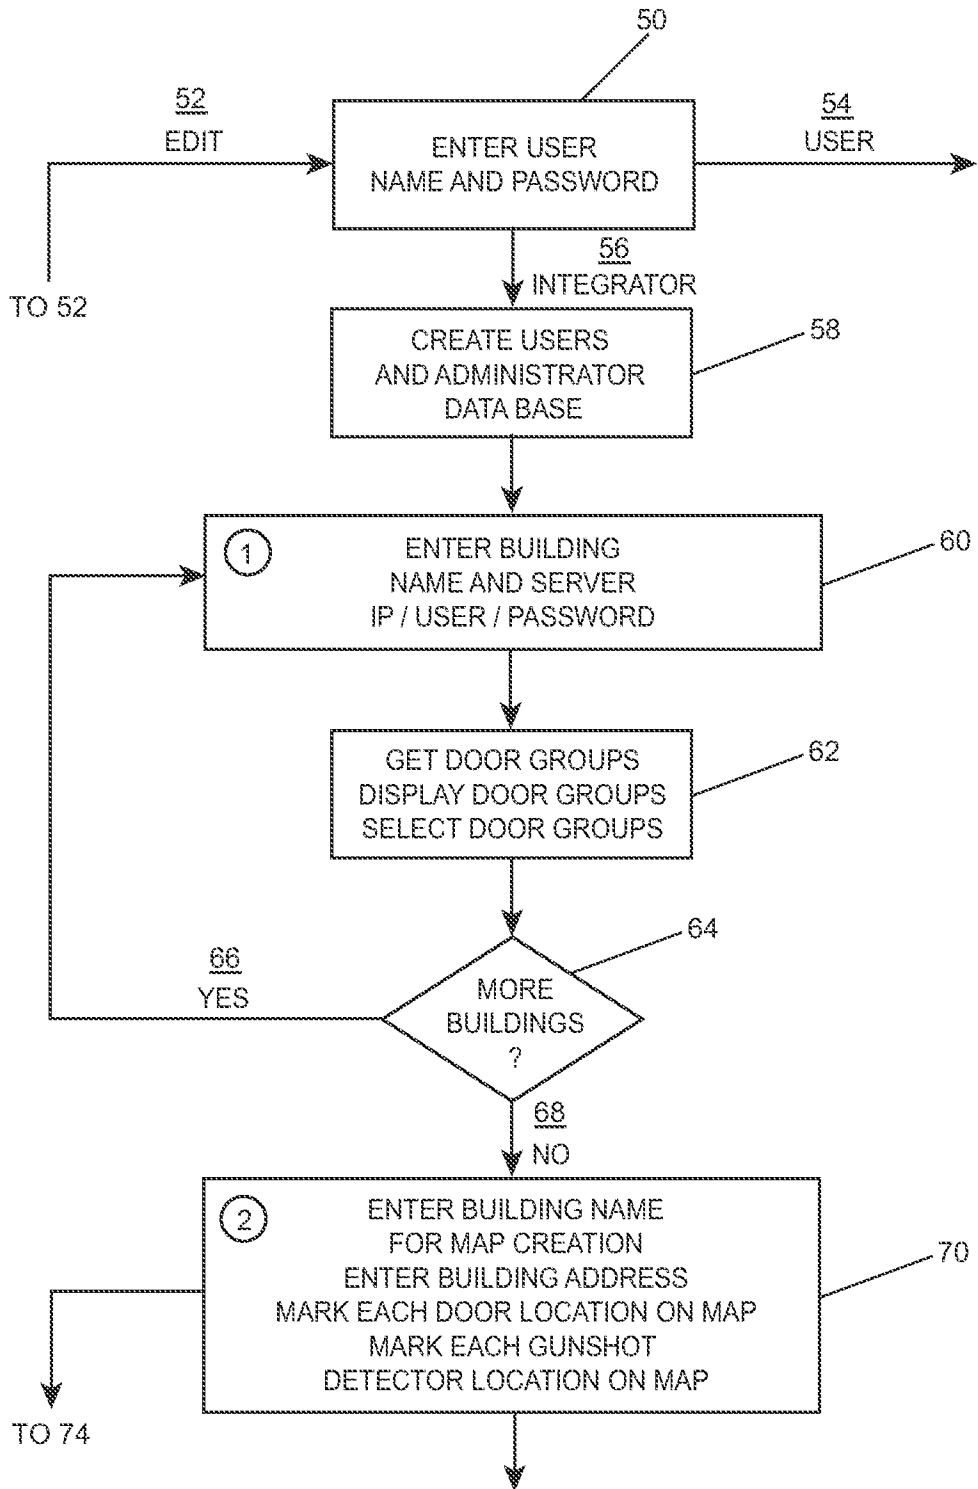 50
52
EDIT
ENTER USER
NAME AND PASSWORD
54
USER
TO 52
56
INTEGRATOR
CREATE USERS
AND ADMINISTRATOR
DATA BASE
58
1
ENTER BUILDING
NAME AND SERVER
IP / USER / PASSWORD
60
GET DOOR GROUPS
DISPLAY DOOR GROUPS
SELECT DOOR GROUPS
62
64
66
YES
MORE
BUILDINGS
?
68
NO
2
ENTER BUILDING NAME
FOR MAP CREATION
ENTER BUILDING ADDRESS
MARK EACH DOOR LOCATION ON MAP
MARK EACH GUNSHOT
DETECTOR LOCATION ON MAP
70
TO 74